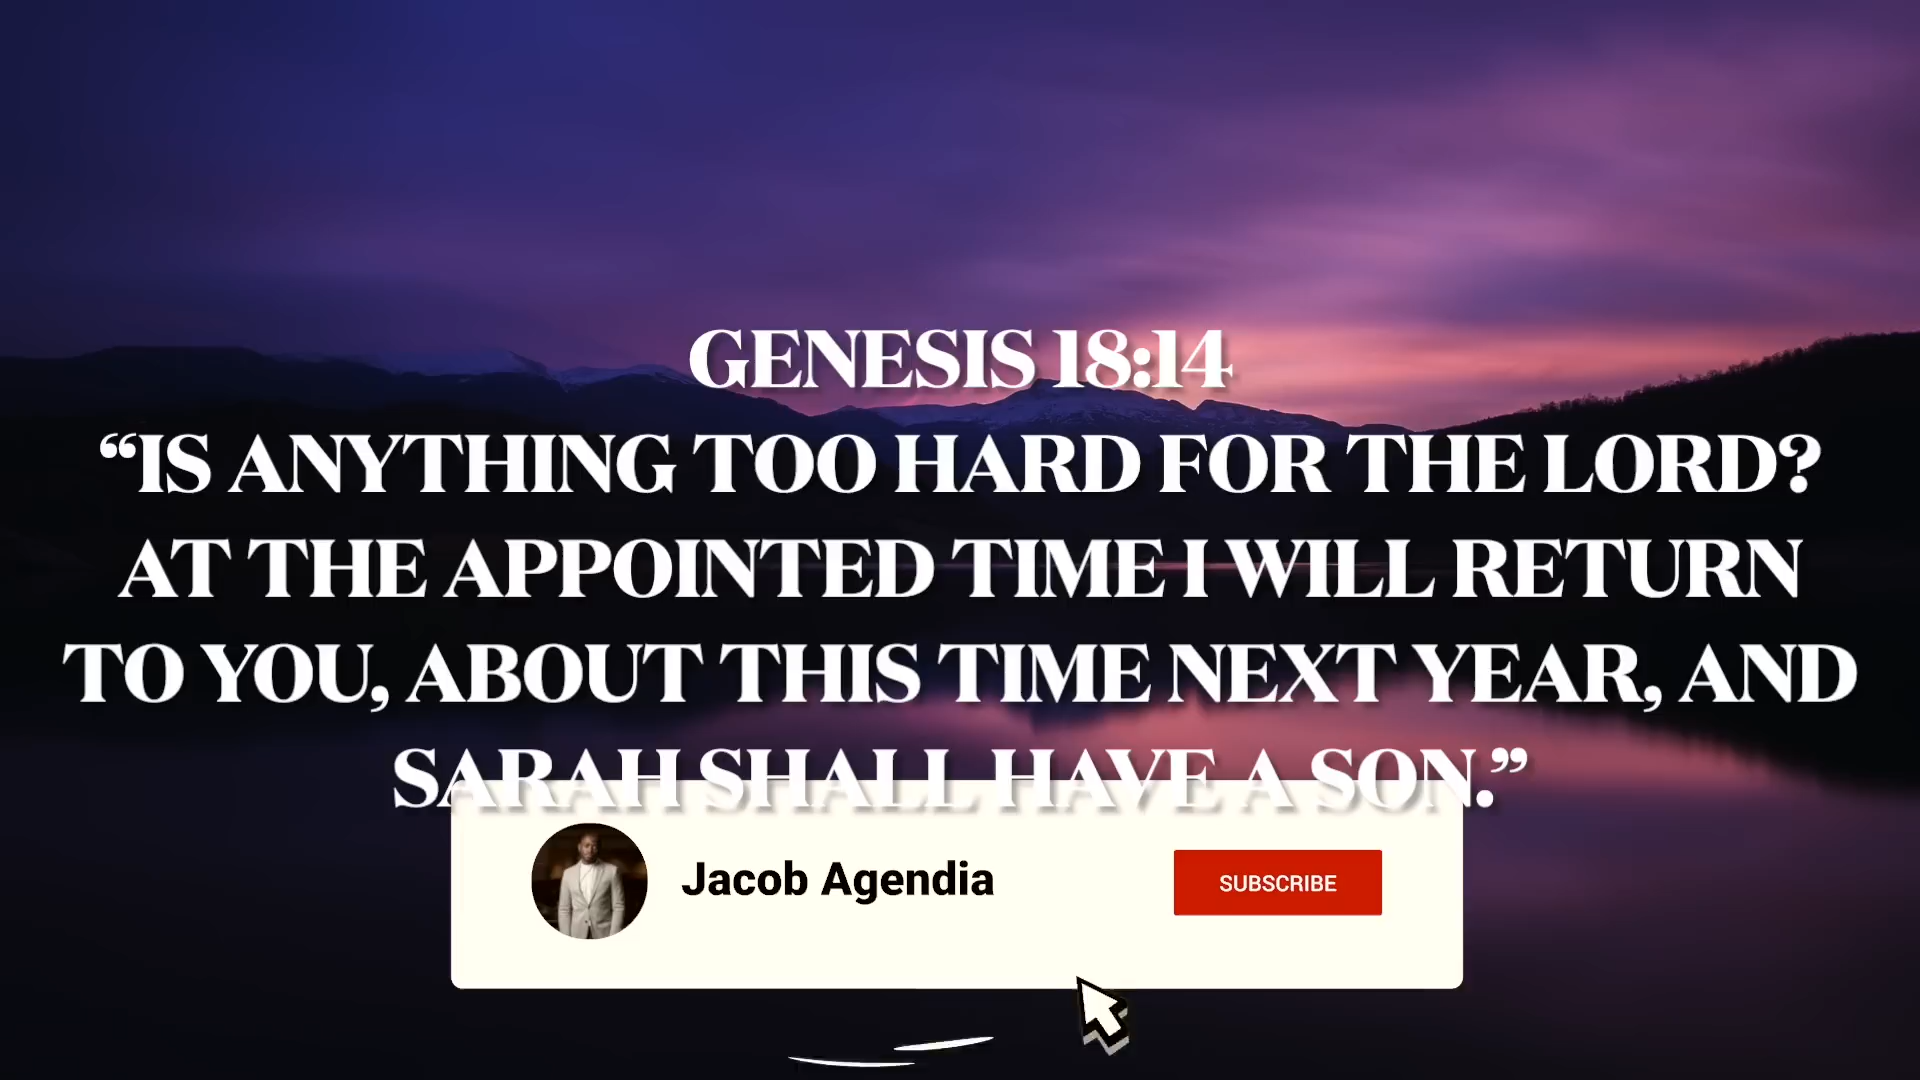 GENESIS 18:14
“IS ANYTHING TOO HARD FOR THE LORD?
AT THE APPOINTED TIME I WILL RETURN
TO YOU, ABOUT THIS TIME NEXT YEAR, AND
SARAH SHALL HAVE A SON.”
Jacob Agendia
SUBSCRIBE